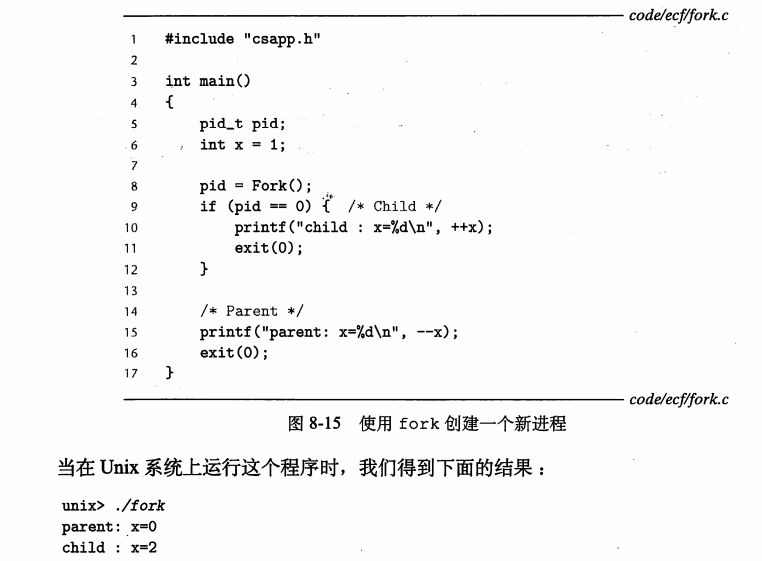 code/ecf/fork.c
1 #include "csapp.h"
2
3 int main()
4 {
5 pid_t pid;
6 int x = 1;
7
8 pid = Fork();
9 if (pid == 0) { /* Child */
10 printf("child : x=%d\n", ++x);
11 exit(0);
12 }
13
14 /* Parent */
15 printf("parent: x=%d\n", --x);
16 exit(0);
17 }
code/ecf/fork.c
图 8-15 使用 fork 创建一个新进程
当在 Unix 系统上运行这个程序时，我们得到下面的结果：
unix> ./fork
parent: x=0
child : x=2